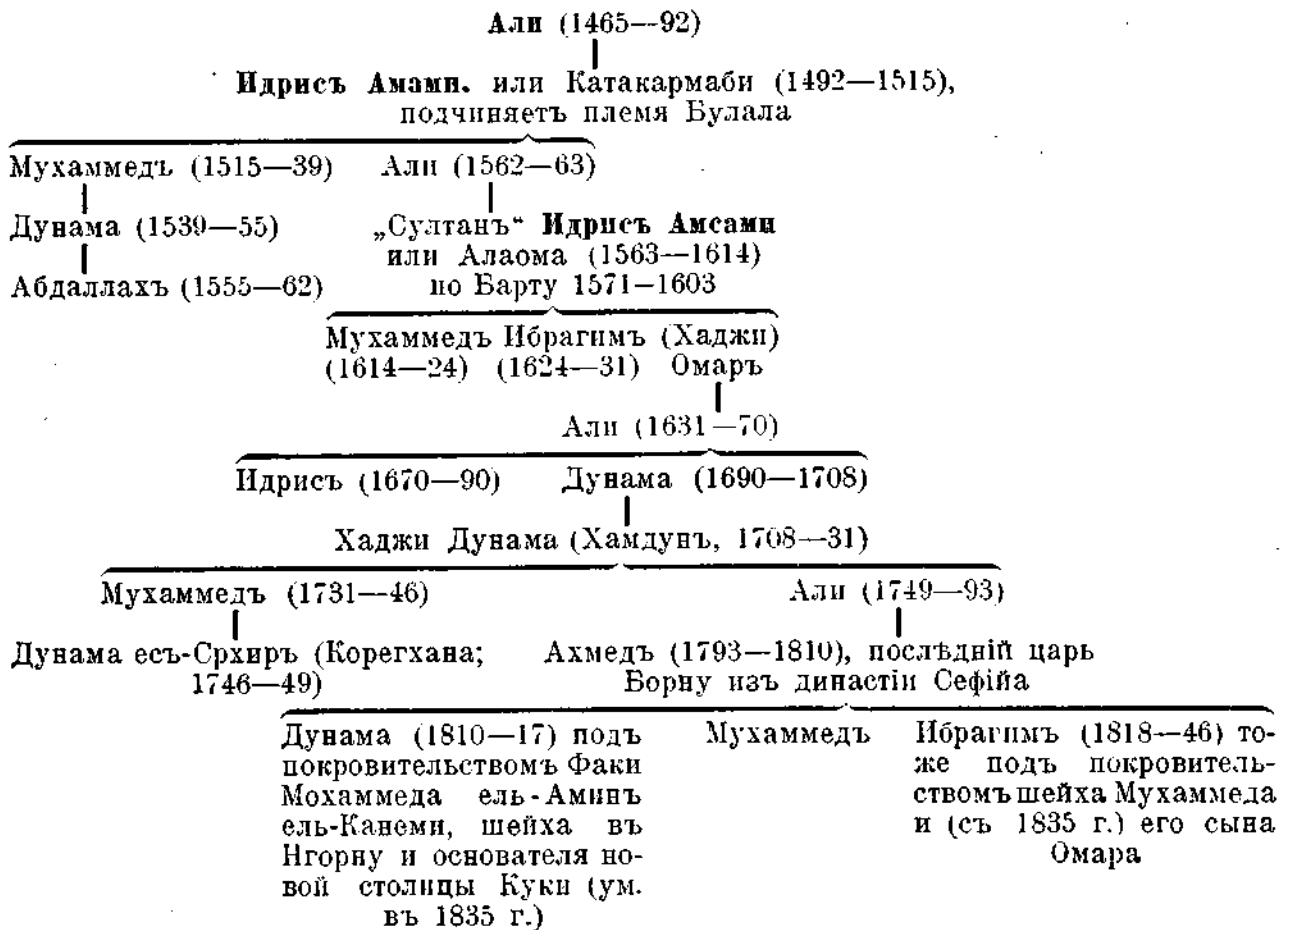 Али (1465—92)
Идрисъ Амами. или Катакармаби (1492—1515),
подчиняетъ племя Булала
Мухаммедъ (1515—39) Али (1562—63)
Дунама (1539—55) „Султанъ“ Идрисъ Амсами
или Алаома (1563—1614)
Абдаллахъ (1555—62) по Барту 1571—1603
Мухаммедъ Ибрагимъ (Хаджи)
(1614—24) (1624—31) Омаръ
Али (1631—70)
Идрисъ (1670—90) Дунама (1690—1708)
Хаджи Дунама (Хамдунъ, 1708—31)
Мухаммедъ (1731—46) Али (1749—93)
Дунама есъ-Срхиръ (Корегхана; Ахмедъ (1793—1810), послѣдній царь
1746—49) Борну изъ династіи Сефійа
Дунама (1810—17) подъ
покровительствомъ Факи
Мохаммеда ель-Аминъ
ель-Канеми, шейха въ
Нгорну и основателя но-
вой столицы Куки (ум.
въ 1835 г.)
Мухаммедъ
Ибрагимъ (1818—46) то-
же подъ покровитель-
ствомъ шейха Мухаммеда
и (съ 1835 г.) его сына
Омара